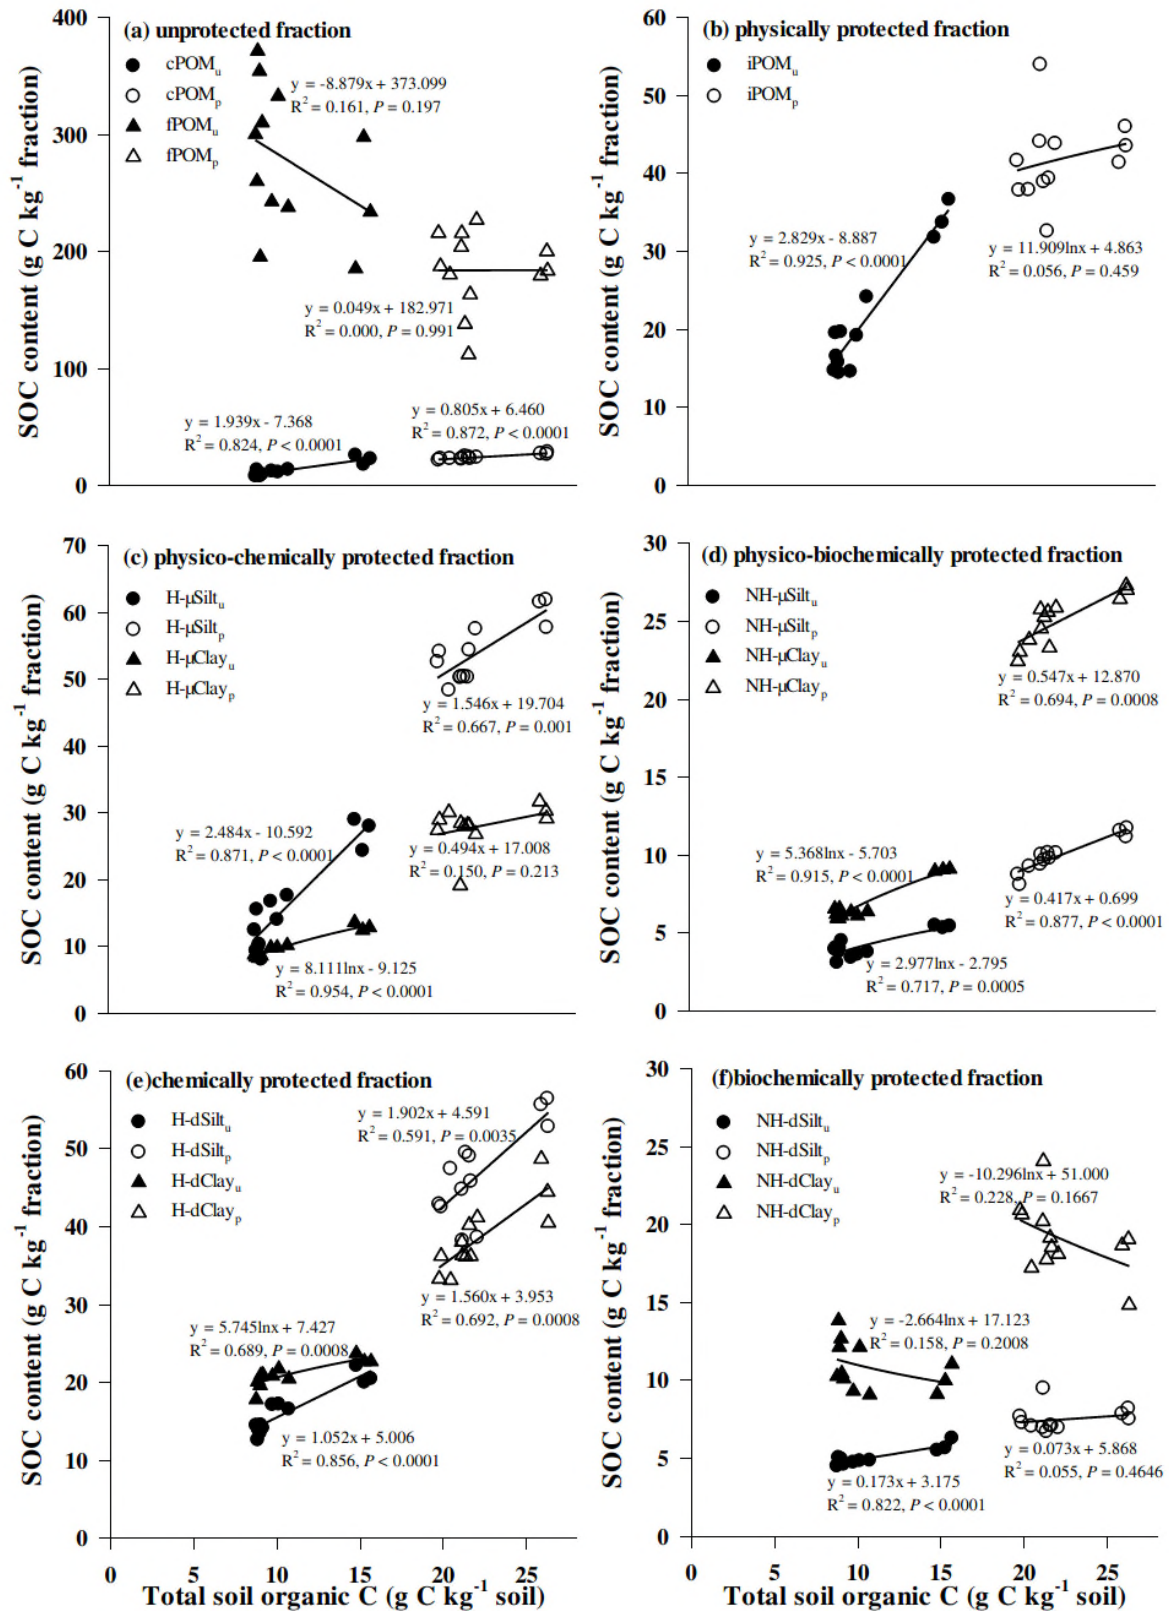 (a) unprotected fraction
cPOMu
cPOMp
fPOMu
fPOMp
y = -8.879x + 373.099
R2 = 0.161, P = 0.197
y = 0.049x + 182.971
R2 = 0.000, P = 0.991
y = 1.939x - 7.368
R2 = 0.824, P < 0.0001
y = 0.805x + 6.460
R2 = 0.872, P < 0.0001
400
300
200
100
0
SOC content (g C kg-1 fraction)
(b) physically protected fraction
iPOMu
iPOMp
y = 2.829x - 8.887
R2 = 0.925, P < 0.0001
y = 11.909lnx + 4.863
R2 = 0.056, P = 0.459
60
50
40
30
20
10
0
SOC content (g C kg-1 fraction)
(c) physico-chemically protected fraction
H-μSiltu
H-μSiltp
H-μClayu
H-μClayp
y = 1.546x + 19.704
R2 = 0.667, P = 0.001
y = 2.484x - 10.592
R2 = 0.871, P < 0.0001
y = 0.494x + 17.008
R2 = 0.150, P = 0.213
y = 8.111lnx - 9.125
R2 = 0.954, P < 0.0001
70
60
50
40
30
20
10
0
SOC content (g C kg-1 fraction)
(d) physico-biochemically protected fraction
NH-μSiltu
NH-μSiltp
NH-μClayu
NH-μClayp
y = 0.547x + 12.870
R2 = 0.694, P = 0.0008
y = 5.368lnx - 5.703
R2 = 0.915, P < 0.0001
y = 0.417x + 0.699
R2 = 0.877, P < 0.0001
y = 2.977lnx - 2.795
R2 = 0.717, P = 0.0005
30
25
20
15
10
5
0
SOC content (g C kg-1 fraction)
(e)chemically protected fraction
H-dSiltu
H-dSiltp
H-dClayu
H-dClayp
y = 1.902x + 4.591
R2 = 0.591, P = 0.0035
y = 1.560x + 3.953
R2 = 0.692, P = 0.0008
y = 5.745lnx + 7.427
R2 = 0.689, P = 0.0008
y = 1.052x + 5.006
R2 = 0.856, P < 0.0001
60
50
40
30
20
10
0
SOC content (g C kg-1 fraction)
0 5 10 15 20 25
Total soil organic C (g C kg-1 soil)
(f)biochemically protected fraction
NH-dSiltu
NH-dSiltp
NH-dClayu
NH-dClayp
y = -10.296lnx + 51.000
R2 = 0.228, P = 0.1667
y = -2.664lnx + 17.123
R2 = 0.158, P = 0.2008
y = 0.073x + 5.868
R2 = 0.055, P = 0.4646
y = 0.173x + 3.175
R2 = 0.822, P < 0.0001
30
25
20
15
10
5
0
SOC content (g C kg-1 fraction)
0 5 10 15 20 25
Total soil organic C (g C kg-1 soil)